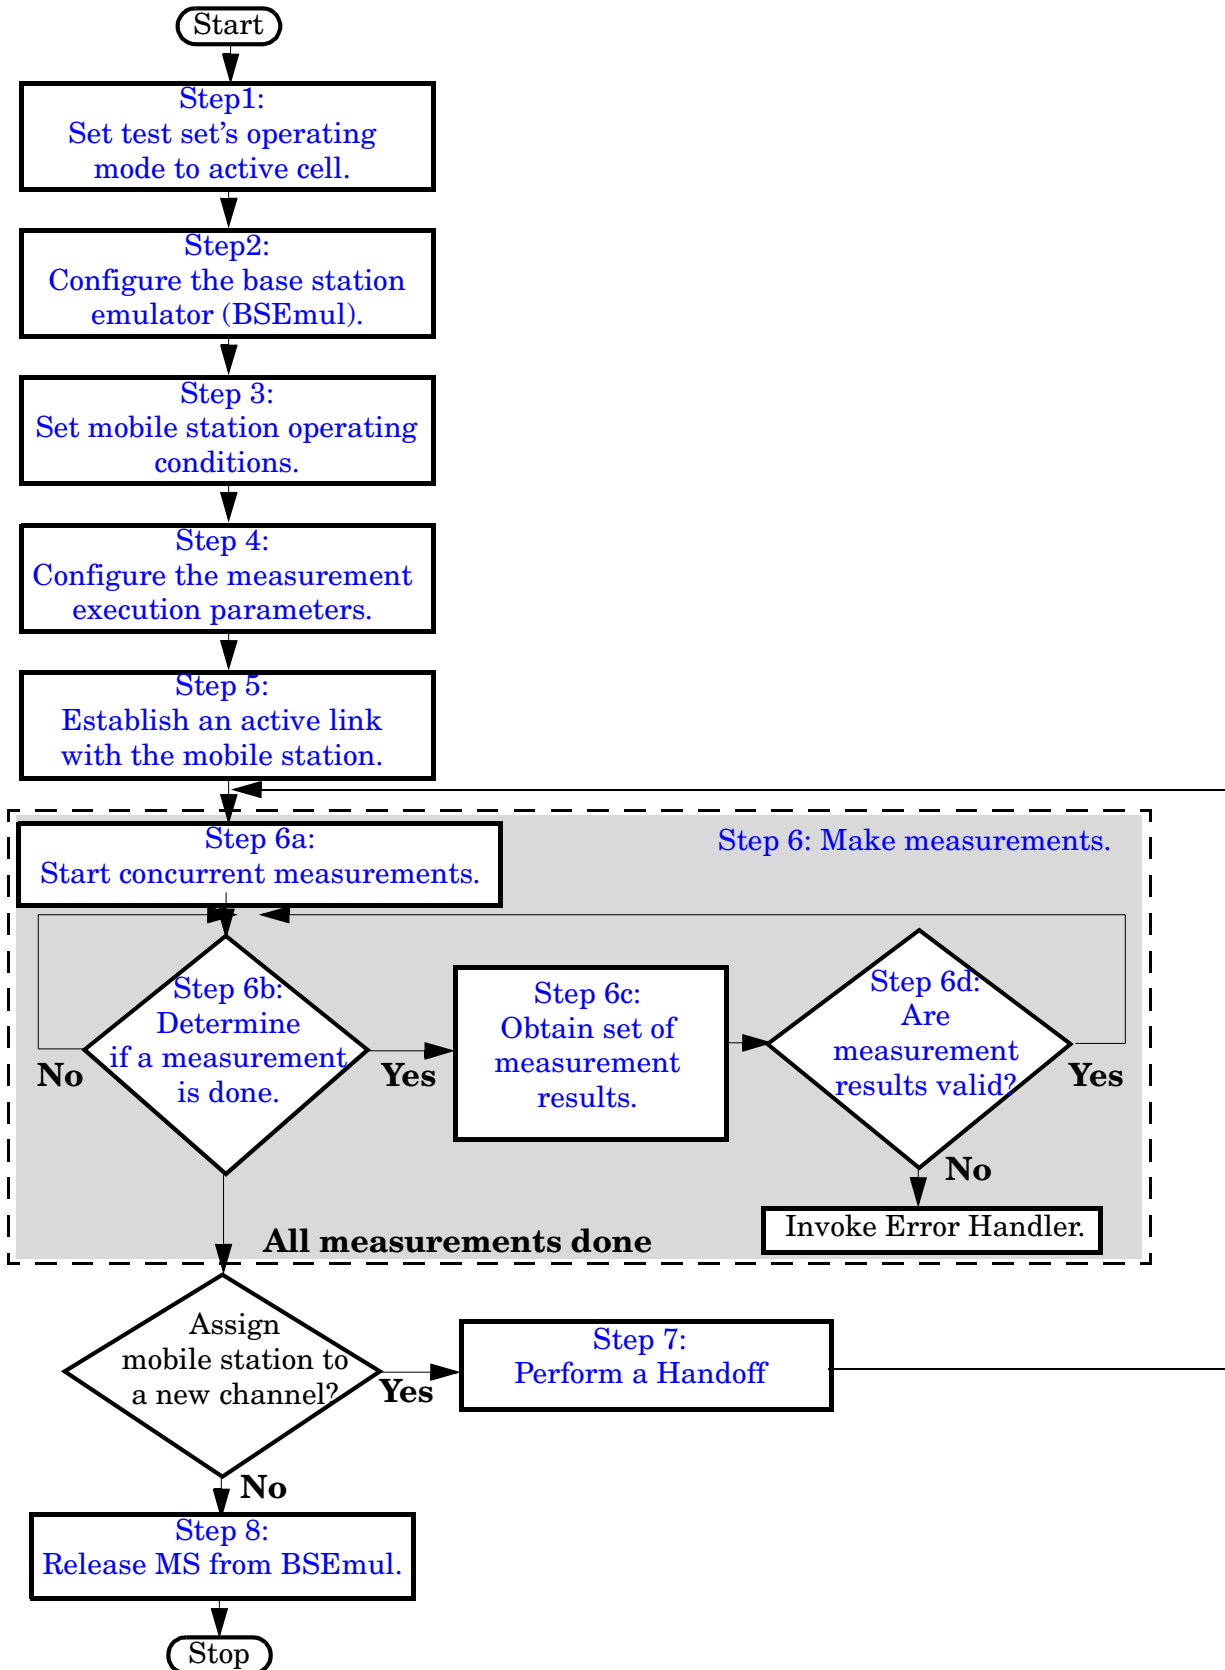 Start
Step1:
Set test set's operating
mode to active cell.
Step2:
Configure the base station
emulator (BSEmul).
Step 3:
Set mobile station operating
conditions.
Step 4:
Configure the measurement
execution parameters.
Step 5:
Establish an active link
with the mobile station.
Step 6a:
Start concurrent measurements.
Step 6: Make measurements.
Step 6b:
Determine
if a measurement
is done.
No
Yes
Step 6c:
Obtain set of
measurement
results.
Step 6d:
Are
measurement
results valid?
Yes
No
Invoke Error Handler.
All measurements done
Assign
mobile station to
a new channel?
Yes
Step 7:
Perform a Handoff
No
Step 8:
Release MS from BSEmul.
Stop